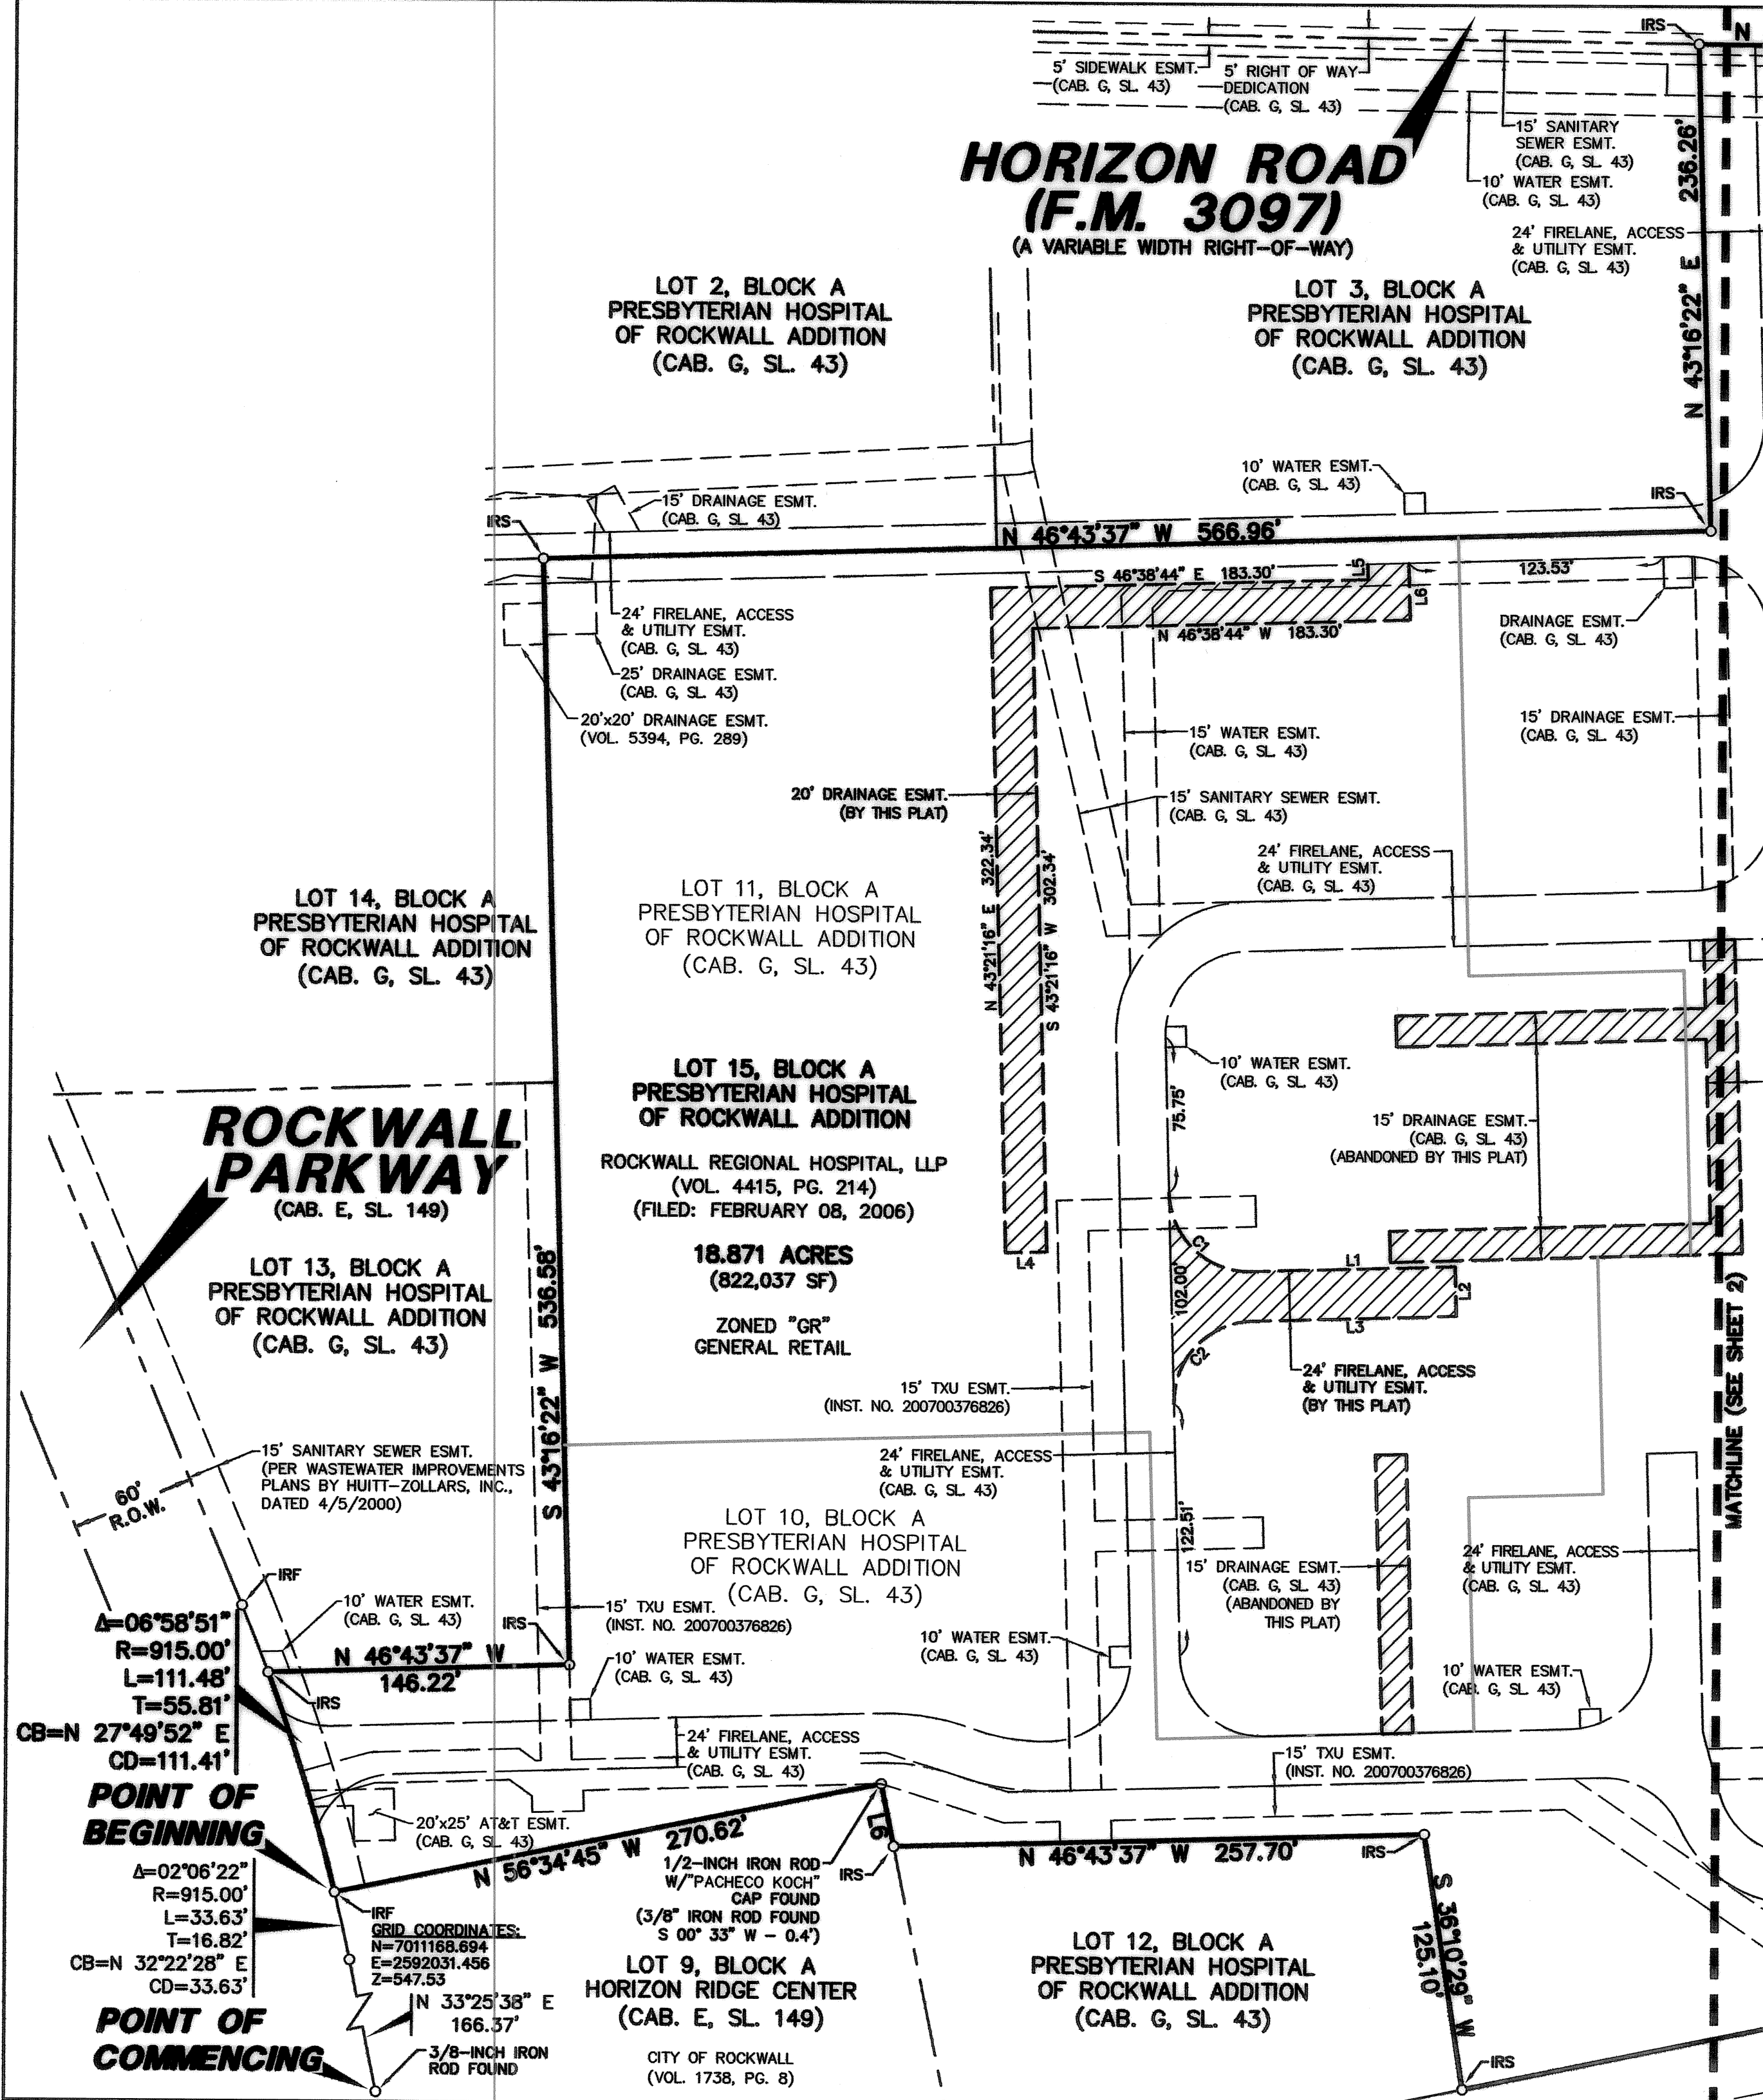 IRS
N
5' SIDEWALK ESMT.
(CAB. G, SL. 43)
5' RIGHT OF WAY
DEDICATION
(CAB. G, SL. 43)
15' SANITARY
SEWER ESMT.
(CAB. G, SL. 43)
10' WATER ESMT.
(CAB. G, SL. 43)
HORIZON ROAD
(F.M. 3097)
(A VARIABLE WIDTH RIGHT-OF-WAY)
24' FIRELANE, ACCESS
& UTILITY ESMT.
(CAB. G, SL. 43)
N 43°16'22" E 236.26'
LOT 2, BLOCK A
PRESBYTERIAN HOSPITAL
OF ROCKWALL ADDITION
(CAB. G, SL. 43)
LOT 3, BLOCK A
PRESBYTERIAN HOSPITAL
OF ROCKWALL ADDITION
(CAB. G, SL. 43)
10' WATER ESMT.
(CAB. G, SL. 43)
IRS
15' DRAINAGE ESMT.
(CAB. G, SL. 43)
IRS
N 46°43'37" W 566.96'
S 46°38'44" E 183.30'
L5
123.53'
L6
N 46°38'44" W 183.30'
24' FIRELANE, ACCESS
& UTILITY ESMT.
(CAB. G, SL. 43)
DRAINAGE ESMT.
(CAB. G, SL. 43)
25' DRAINAGE ESMT.
(CAB. G, SL. 43)
20'x20' DRAINAGE ESMT.
(VOL. 5394, PG. 289)
15' WATER ESMT.
(CAB. G, SL. 43)
15' DRAINAGE ESMT.
(CAB. G, SL. 43)
20' DRAINAGE ESMT.
(BY THIS PLAT)
15' SANITARY SEWER ESMT.
(CAB. G, SL. 43)
N 43°21'16" E 322.34'
S 43°21'16" W 302.34'
24' FIRELANE, ACCESS
& UTILITY ESMT.
(CAB. G, SL. 43)
LOT 14, BLOCK A
PRESBYTERIAN HOSPITAL
OF ROCKWALL ADDITION
(CAB. G, SL. 43)
LOT 11, BLOCK A
PRESBYTERIAN HOSPITAL
OF ROCKWALL ADDITION
(CAB. G, SL. 43)
10' WATER ESMT.
(CAB. G, SL. 43)
75.75'
LOT 15, BLOCK A
PRESBYTERIAN HOSPITAL
OF ROCKWALL ADDITION
ROCKWALL REGIONAL HOSPITAL, LLP
(VOL. 4415, PG. 214)
(FILED: FEBRUARY 08, 2006)
18.871 ACRES
(822,037 SF)
ZONED "GR"
GENERAL RETAIL
15' DRAINAGE ESMT.
(CAB. G, SL. 43)
(ABANDONED BY THIS PLAT)
ROCKWALL
PARKWAY
(CAB. E, SL. 149)
LOT 13, BLOCK A
PRESBYTERIAN HOSPITAL
OF ROCKWALL ADDITION
(CAB. G, SL. 43)
S 43°16'22" W 536.58'
L4
C1
L1
L2
102.00'
L3
C2
24' FIRELANE, ACCESS
& UTILITY ESMT.
(BY THIS PLAT)
MATCHLINE (SEE SHEET 2)
15' TXU ESMT.
(INST. NO. 200700376826)
15' SANITARY SEWER ESMT.
(PER WASTEWATER IMPROVEMENTS
PLANS BY HUITT-ZOLLARS, INC.,
DATED 4/5/2000)
60'
R.O.W.
24' FIRELANE, ACCESS
& UTILITY ESMT.
(CAB. G, SL. 43)
LOT 10, BLOCK A
PRESBYTERIAN HOSPITAL
OF ROCKWALL ADDITION
(CAB. G, SL. 43)
122.51'
15' DRAINAGE ESMT.
(CAB. G, SL. 43)
(ABANDONED BY
THIS PLAT)
24' FIRELANE, ACCESS
& UTILITY ESMT.
(CAB. G, SL. 43)
IRF
10' WATER ESMT.
(CAB. G, SL. 43)
IRS
15' TXU ESMT.
(INST. NO. 200700376826)
Δ=06°58'51"
R=915.00'
L=111.48'
T=55.81'
CB=N 27°49'52" E
CD=111.41'
N 46°43'37" W
146.22'
IRS
10' WATER ESMT.
(CAB. G, SL. 43)
10' WATER ESMT.
(CAB. G, SL. 43)
10' WATER ESMT.
(CAB. G, SL. 43)
24' FIRELANE, ACCESS
& UTILITY ESMT.
(CAB. G, SL. 43)
15' TXU ESMT.
(INST. NO. 200700376826)
POINT OF
BEGINNING
20'x25' AT&T ESMT.
(CAB. G, SL. 43)
N 56°34'45" W 270.62'
L6
IRS
N 46°43'37" W 257.70'
IRS
1/2-INCH IRON ROD
W/"PACHECO KOCH"
CAP FOUND
(3/8" IRON ROD FOUND
S 00° 33" W - 0.4')
S 36°10'29" W
125.10'
Δ=02°06'22"
R=915.00'
L=33.63'
T=16.82'
CB=N 32°22'28" E
CD=33.63'
IRF
GRID COORDINATES:
N=7011168.694
E=2592031.456
Z=547.53
LOT 9, BLOCK A
HORIZON RIDGE CENTER
(CAB. E, SL. 149)
CITY OF ROCKWALL
(VOL. 1738, PG. 8)
LOT 12, BLOCK A
PRESBYTERIAN HOSPITAL
OF ROCKWALL ADDITION
(CAB. G, SL. 43)
N 33°25'38" E
166.37'
POINT OF
COMMENCING
3/8-INCH IRON
ROD FOUND
IRS